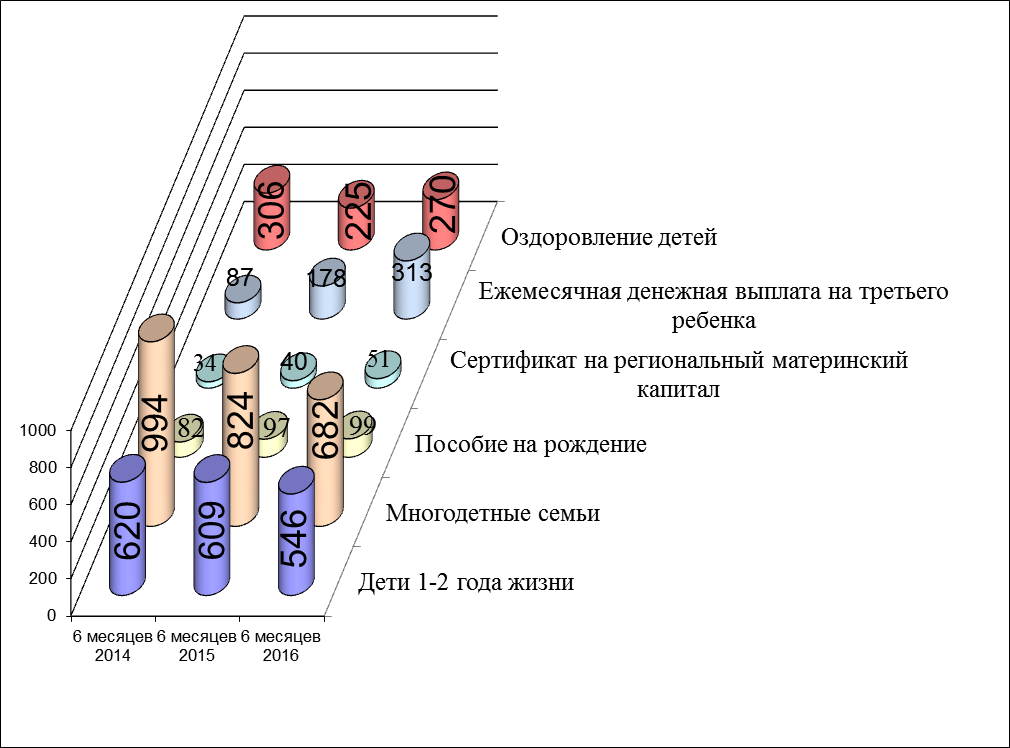 306
225
270
Оздоровление детей
87
178
313
Ежемесячная денежная выплата на третьего
ребенка
34
40
51
Сертификат на региональный материнский
капитал
82
97
99
Пособие на рождение
994
824
682
Многодетные семьи
620
609
546
Дети 1-2 года жизни
1000
800
600
400
200
0
6 месяцев 6 месяцев 6 месяцев
2014 2015 2016